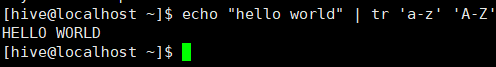 [hive@localhost ~]$ echo "hello world" | tr 'a-z' 'A-Z'
HELLO WORLD
[hive@localhost ~]$